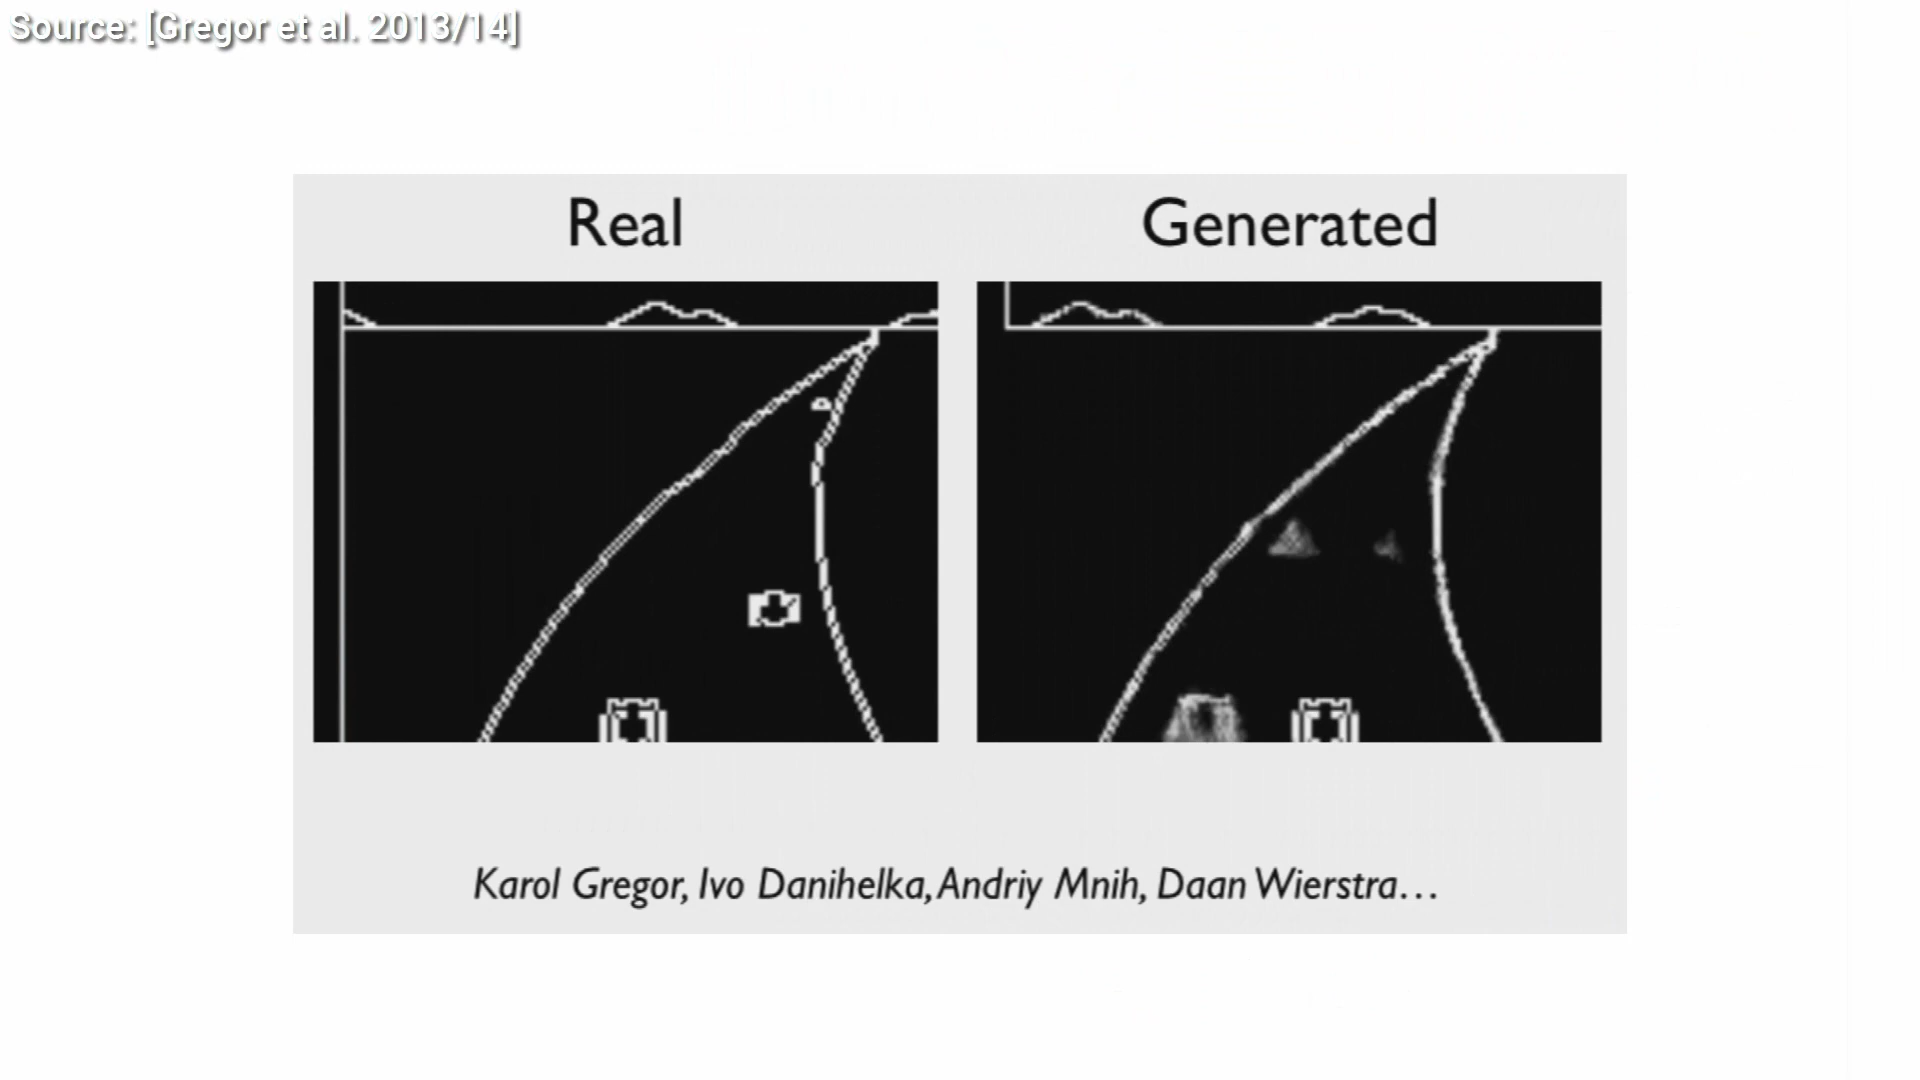 Source: [Gregor et al. 2013/14]
Real
Generated
Karol Gregor, Ivo Danihelka, Andriy Mnih, Daan Wierstra…